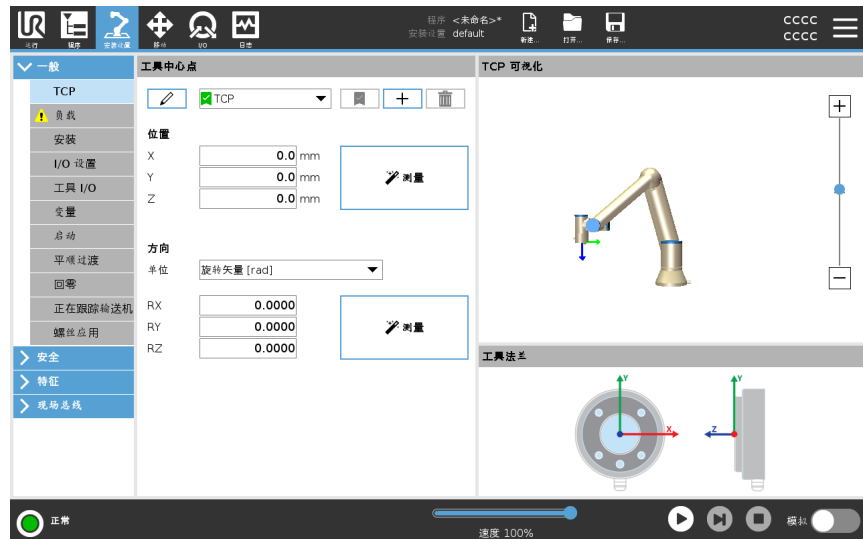 UR
运行
程序
安装设置
移动
I/O
日志
程序 <未命名>*
安装设置 default
新建...
打开...
保存...
cccc
cccc
一般
TCP
负载
安装
I/O 设置
工具 I/O
变量
启动
平顺过渡
回零
正在跟踪输送机
螺丝应用
安全
特征
现场总线
工具中心点
TCP
位置
X 0.0 mm
Y 0.0 mm
Z 0.0 mm
测量
方向
单位 旋转矢量 [rad]
RX 0.0000
RY 0.0000
RZ 0.0000
测量
TCP 可视化
工具法兰
Y
X
Y
Z
正常
速度 100%
模拟